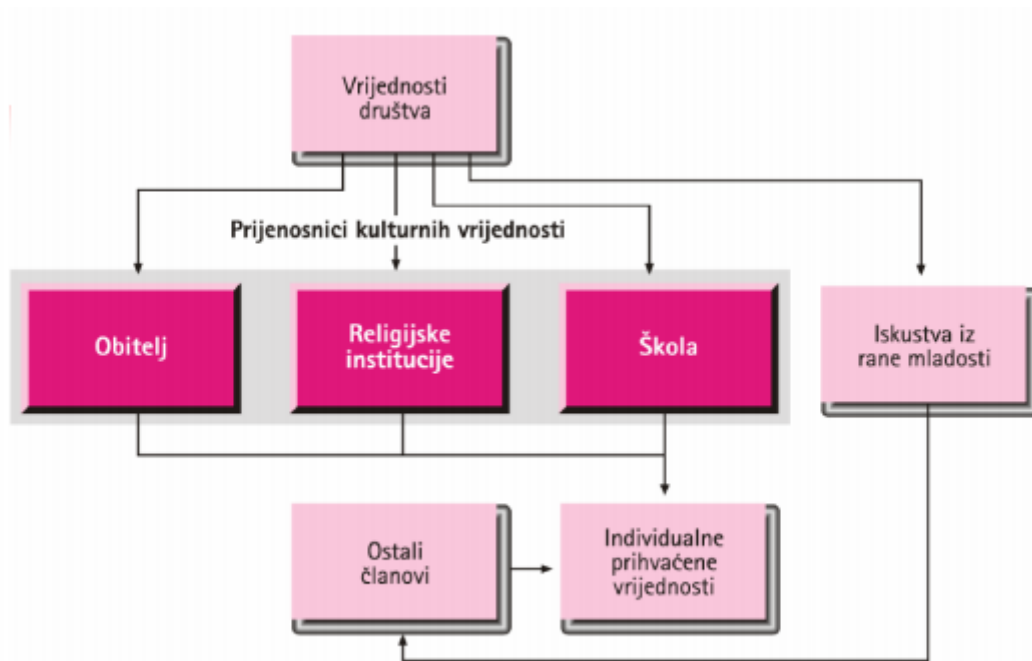 Vrijednosti
društva
Prijenosnici kulturnih vrijednosti
Obitelj
Religijske
institucije
Škola
Iskustva iz
rane mladosti
Ostali
članovi
Individualne
prihvaćene
vrijednosti